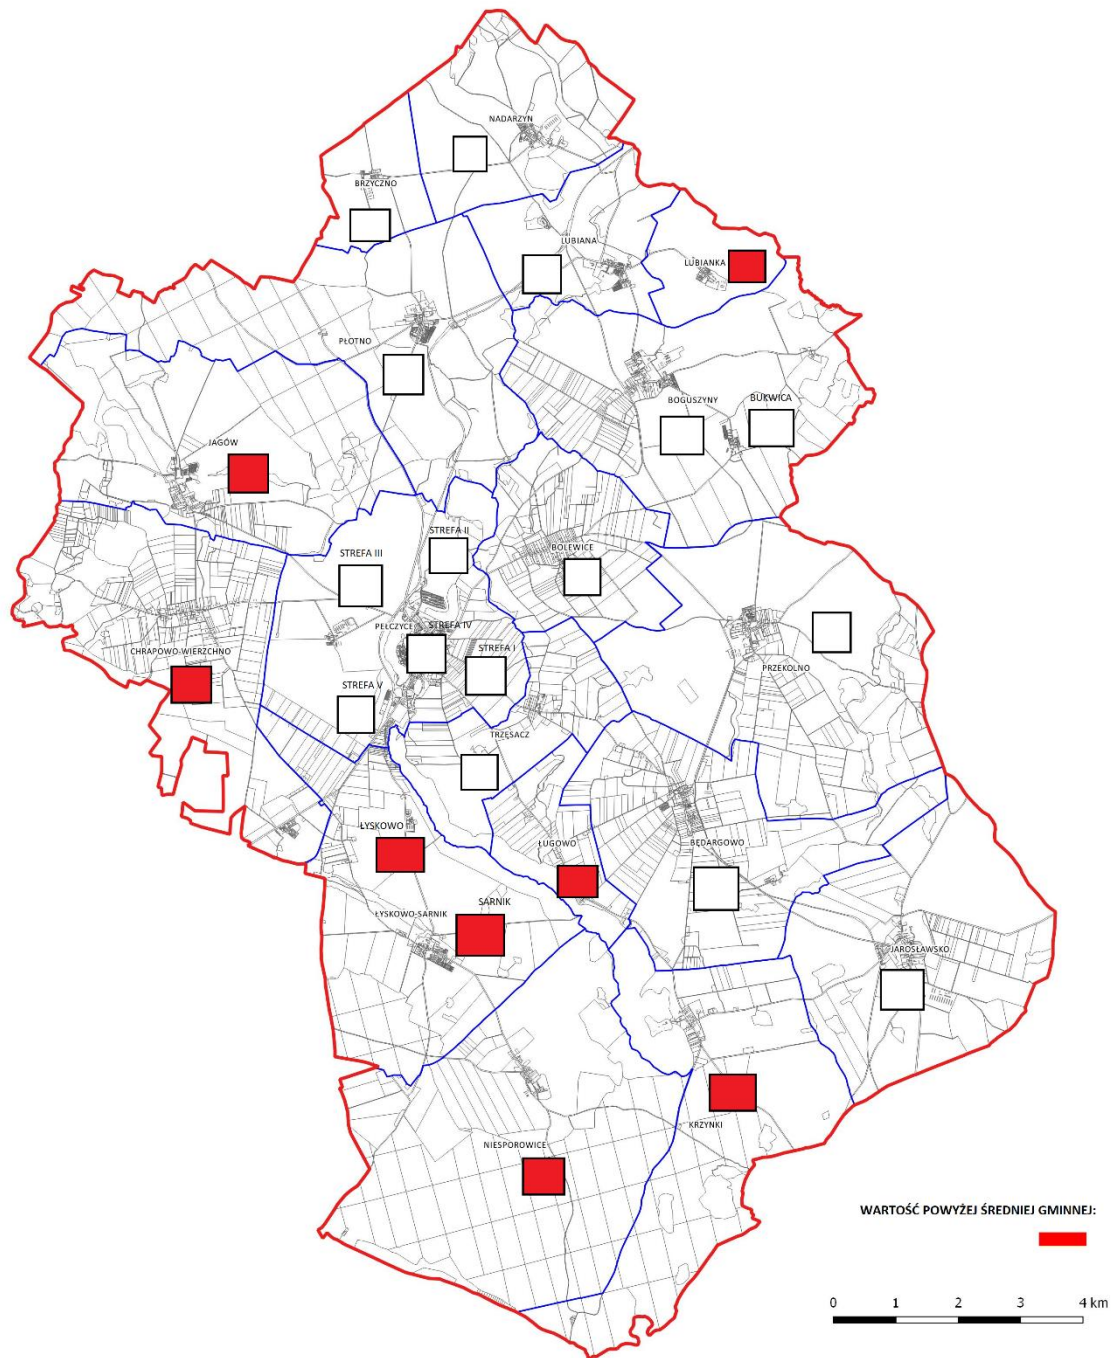 NADARZYN
BRZYCZNO
LUBIANA
LUBIANKA
PŁOTNO
BOGUSZYNY
BUKWICA
JAGÓW
STREFA II
STREFA III
BOLEWICE
PEŁCZYCE
STREFA IV
STREFA I
CHRAPOWO-WIERZCHNO
PRZEKOLNO
STREFA V
TRZĘSACZ
ŁYSKOWO
ŁUGOWO
BĘDARGOWO
SARNIK
ŁYSKOWO-SARNIK
JAROSŁAWSKO
KRZYNKI
NIESPOROWICE
WARTOŚĆ POWYŻEJ ŚREDNIEJ GMINNEJ:
0 1 2 3 4 km